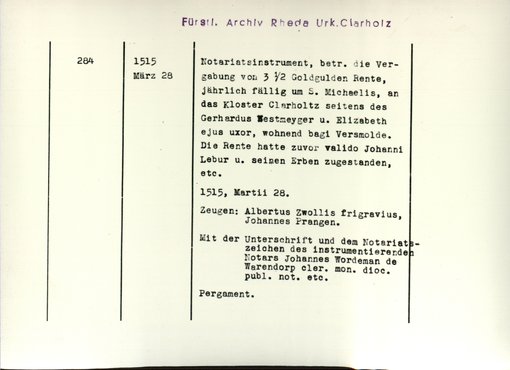 Fürstl. Archiv Rheda Urk.Clarholz
284
1515
März 28
Notariatsinstrument, betr. die Ver-
gabung von 3 1/2 Goldgulden Rente,
jährlich fällig um S. Michaelis, an
das Kloster Clarholtz seitens des
Gerhardus Westmeyger u. Elizabeth
ejus uxor, wohnend bagi Versmolde.
Die Rente hatte zuvor valido Johanni
Lebur u. seinen Erben zugestanden,
etc.
1515, Martii 28.
Zeugen: Albertus Zwollis frigravius,
Johannes Prangen.
Mit der Unterschrift und dem Notariats-
zeichen des instrumentierenden
Notars Johannes Wordeman de
Warendorp cler. mon. dioc.
publ. not. etc.
Pergament.